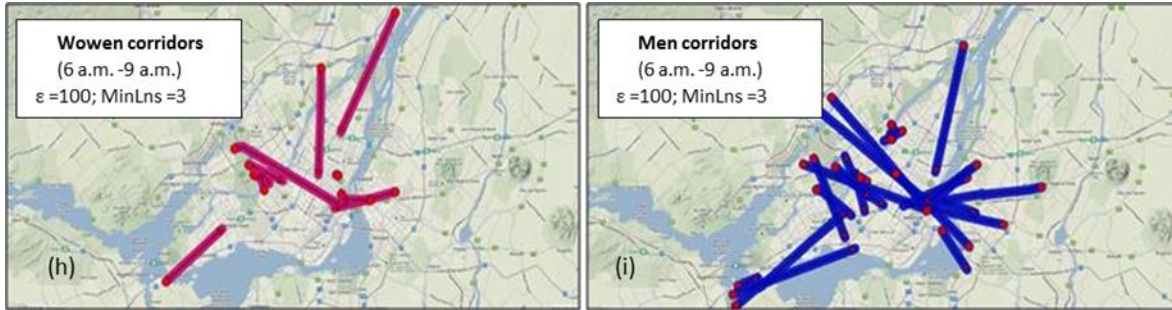 Wowen corridors
(6 a.m. -9 a.m.)
ε =100; MinLns =3
(h)
Men corridors
(6 a.m. -9 a.m.)
ε =100; MinLns =3
(i)